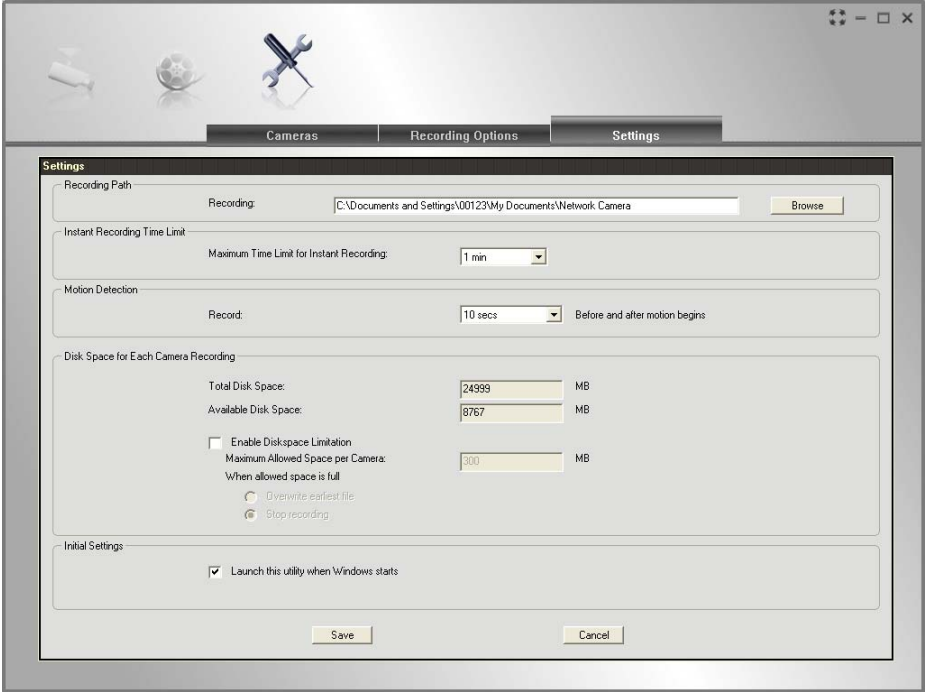 Cameras
Recording Options
Settings
Settings
Recording Path
Recording:
C:\Documents and Settings\00123\My Documents\Network Camera
Browse
Instant Recording Time Limit
Maximum Time Limit for Instant Recording:
1 min
Motion Detection
Record:
10 secs
Before and after motion begins
Disk Space for Each Camera Recording
Total Disk Space:
24999
MB
Available Disk Space:
8767
MB
Enable Diskspace Limitation
Maximum Allowed Space per Camera:
300
MB
When allowed space is full
Overwrite earliest file
Stop recording
Initial Settings
Launch this utility when Windows starts
Save
Cancel